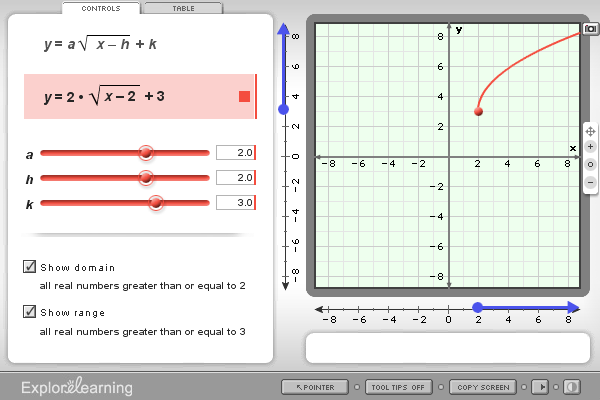 CONTROLS
TABLE
y = a√x – h + k
y = 2 • √x – 2 + 3
a 2.0
h 2.0
k 3.0
Show domain
all real numbers greater than or equal to 2
Show range
all real numbers greater than or equal to 3
8
6
4
2
0
−2
−4
−6
−8
y
8
6
4
2
x
−8 −6 −4 −2 2 4 6 8
−2
−4
−6
−8
−8 −6 −4 −2 0 2 4 6 8
Explorelearning
POINTER
TOOL TIPS OFF
COPY SCREEN